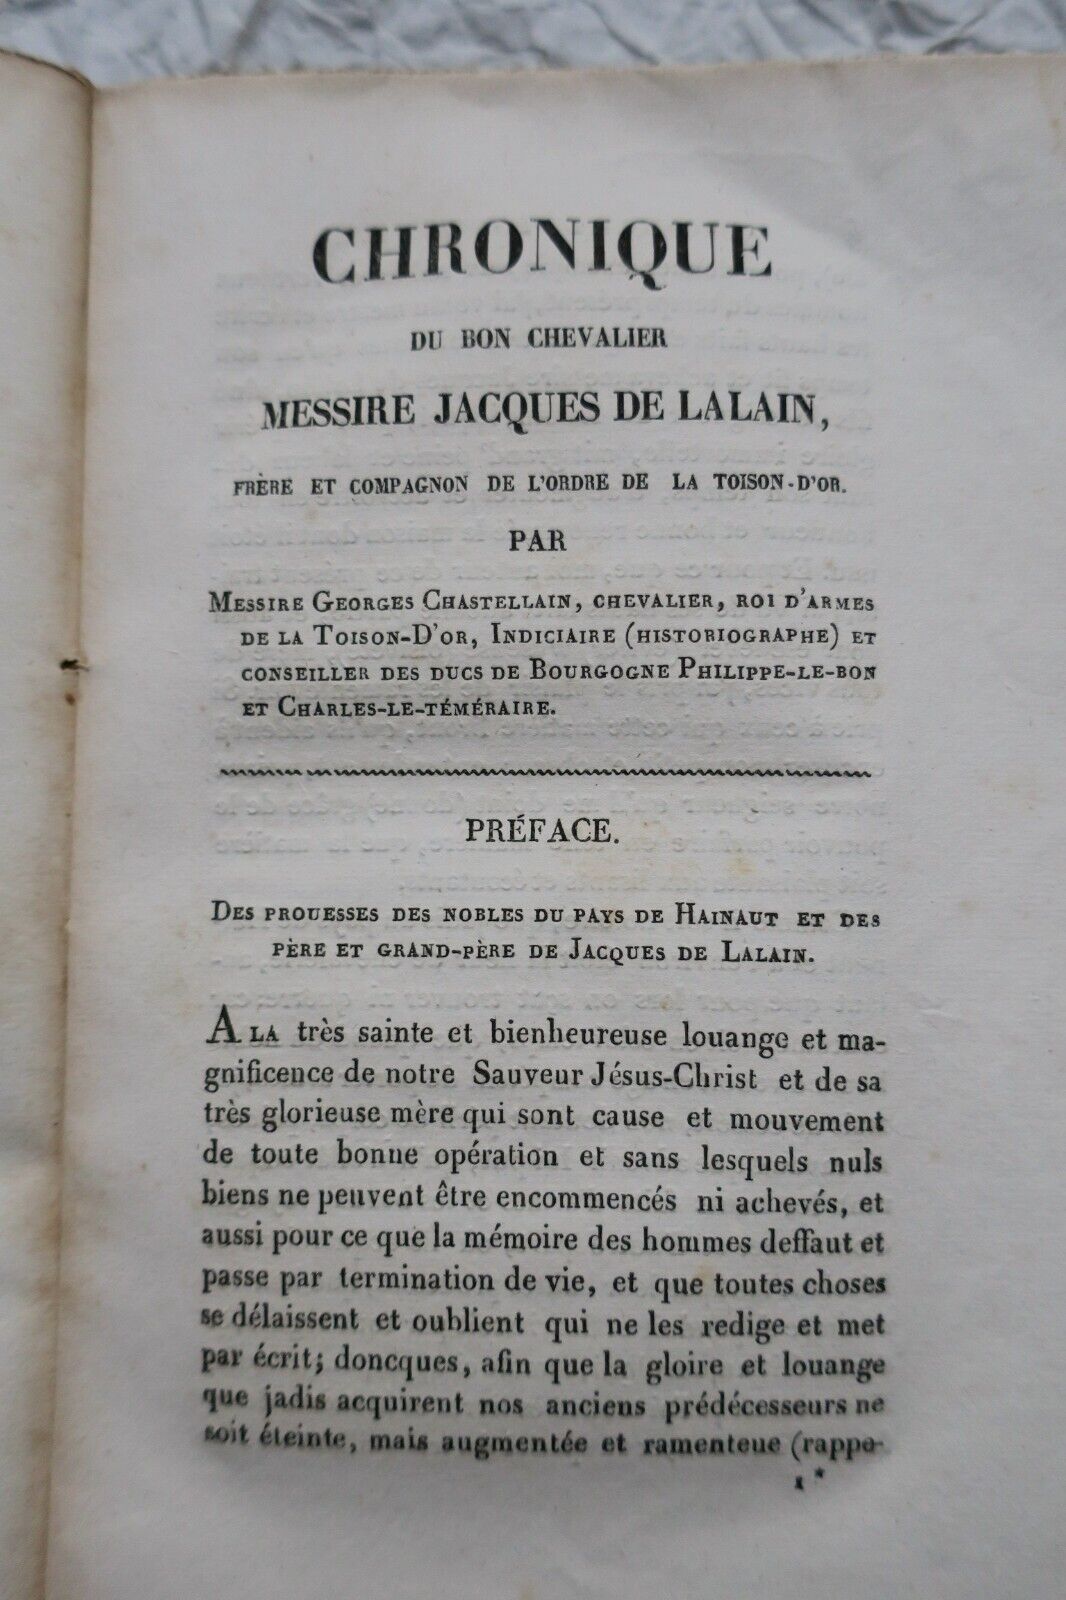 CHRONIQUE
DU BON CHEVALIER
MESSIRE JACQUES DE LALAIN,
FRÈRE ET COMPAGNON DE L'ORDRE DE LA TOISON-D'OR.
PAR
MESSIRE GEORGES CHASTELLAIN, CHEVALIER, ROI D'ARMES
DE LA TOISON-D'OR, INDICIAIRE (HISTORIOGRAPHE) ET
CONSEILLER DES DUCS DE BOURGOGNE PHILIPPE-LE-BON
ET CHARLES-LE-TÉMÉRAIRE.
PRÉFACE.
DES PROUESSES DES NOBLES DU PAYS DE HAINAUT ET DES
PÈRE ET GRAND-PÈRE DE JACQUES DE LALAIN.
A LA très sainte et bienheureuse louange et ma-
gnificence de notre Sauveur Jésus-Christ et de sa
très glorieuse mère qui sont cause et mouvement
de toute bonne opération et sans lesquels nuls
biens ne peuvent être encommencés ni achevés, et
aussi pour ce que la mémoire des hommes deffaut et
passe par termination de vie, et que toutes choses
se délaissent et oublient qui ne les redige et met
par écrit; doncques, afin que la gloire et louange
que jadis acquirent nos anciens prédécesseurs ne
soit éteinte, mais augmentée et ramenteue (rappe-
1 *